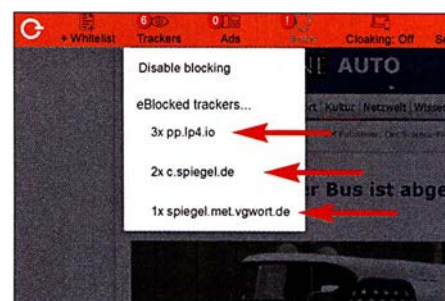 6 0 !
+ Whitelist Trackers Ads Cloaking: Off
Disable blocking
NE AUTO
eBlocked trackers...
Kultur Netzwelt
3x pp.lp4.io
2x c.spiegel.de
r Bus ist abge
1x spiegel.met.vgwort.de